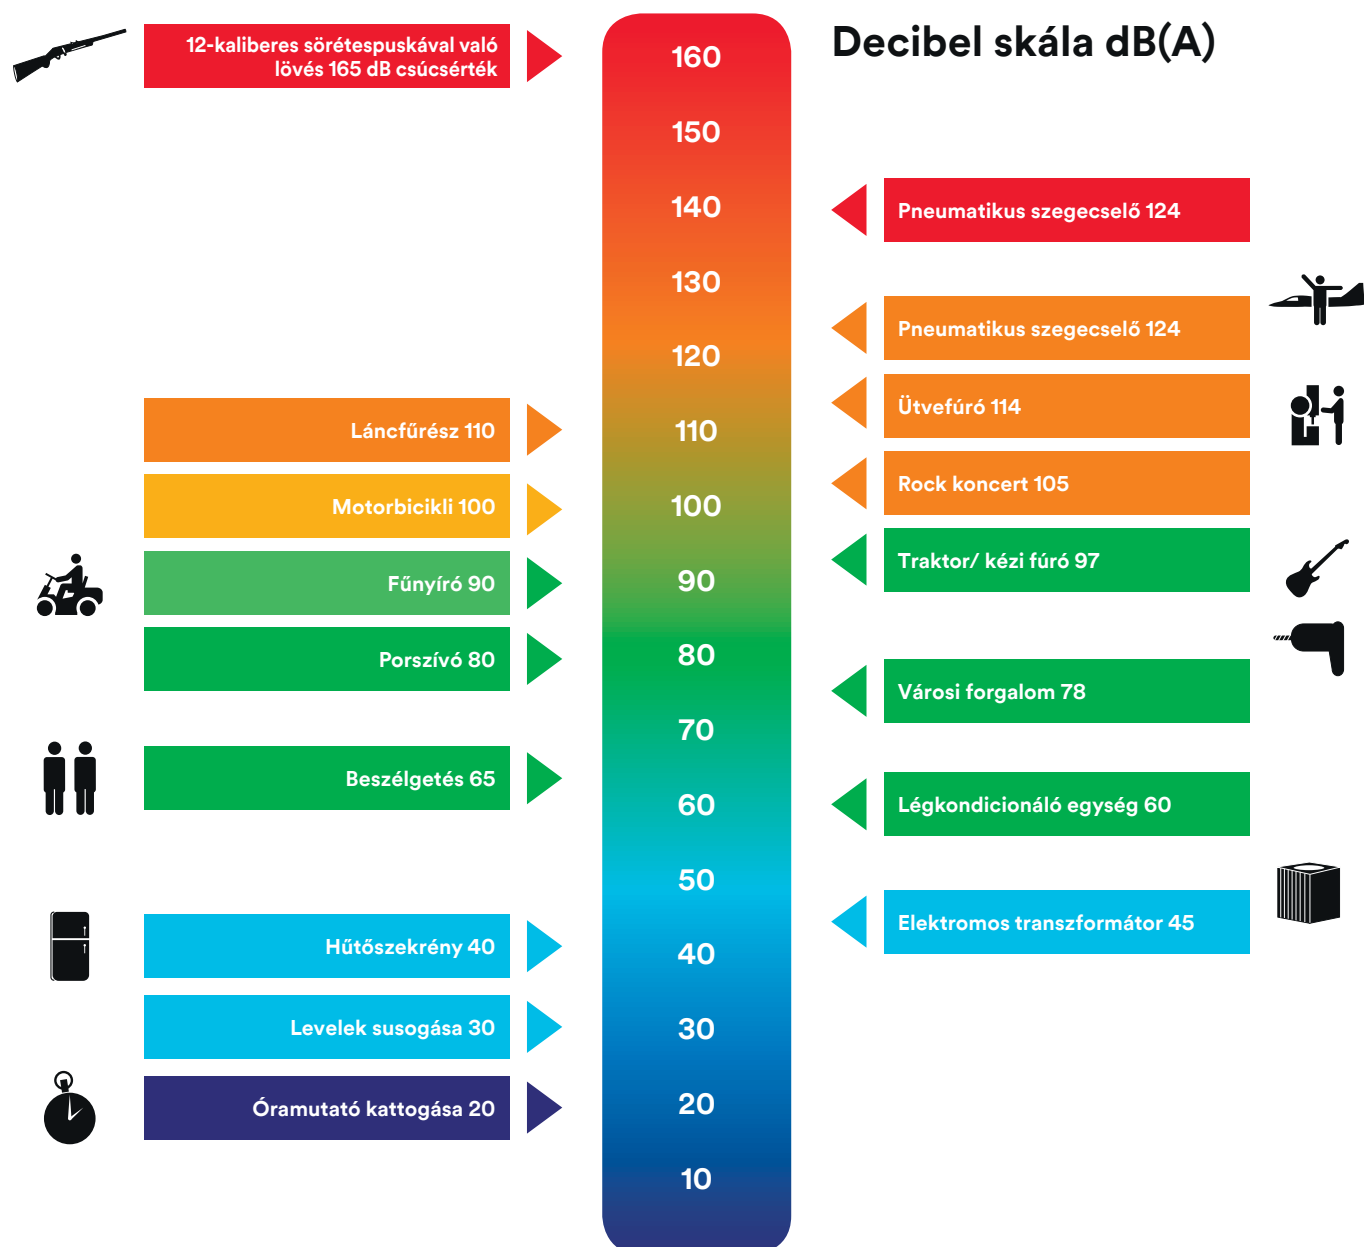 Decibel skála dB(A)
12-kaliberes sörétespuskával való
lövés 165 dB csúcsérték
Láncfűrész 110
Motorbicikli 100
Fűnyíró 90
Porszívó 80
Beszélgetés 65
Hűtőszekrény 40
Levelek susogása 30
Óramutató kattogása 20
160
150
140
130
120
110
100
90
80
70
60
50
40
30
20
10
Pneumatikus szegecselő 124
Pneumatikus szegecselő 124
Ütvefúró 114
Rock koncert 105
Traktor/ kézi fúró 97
Városi forgalom 78
Légkondicionáló egység 60
Elektromos transzformátor 45